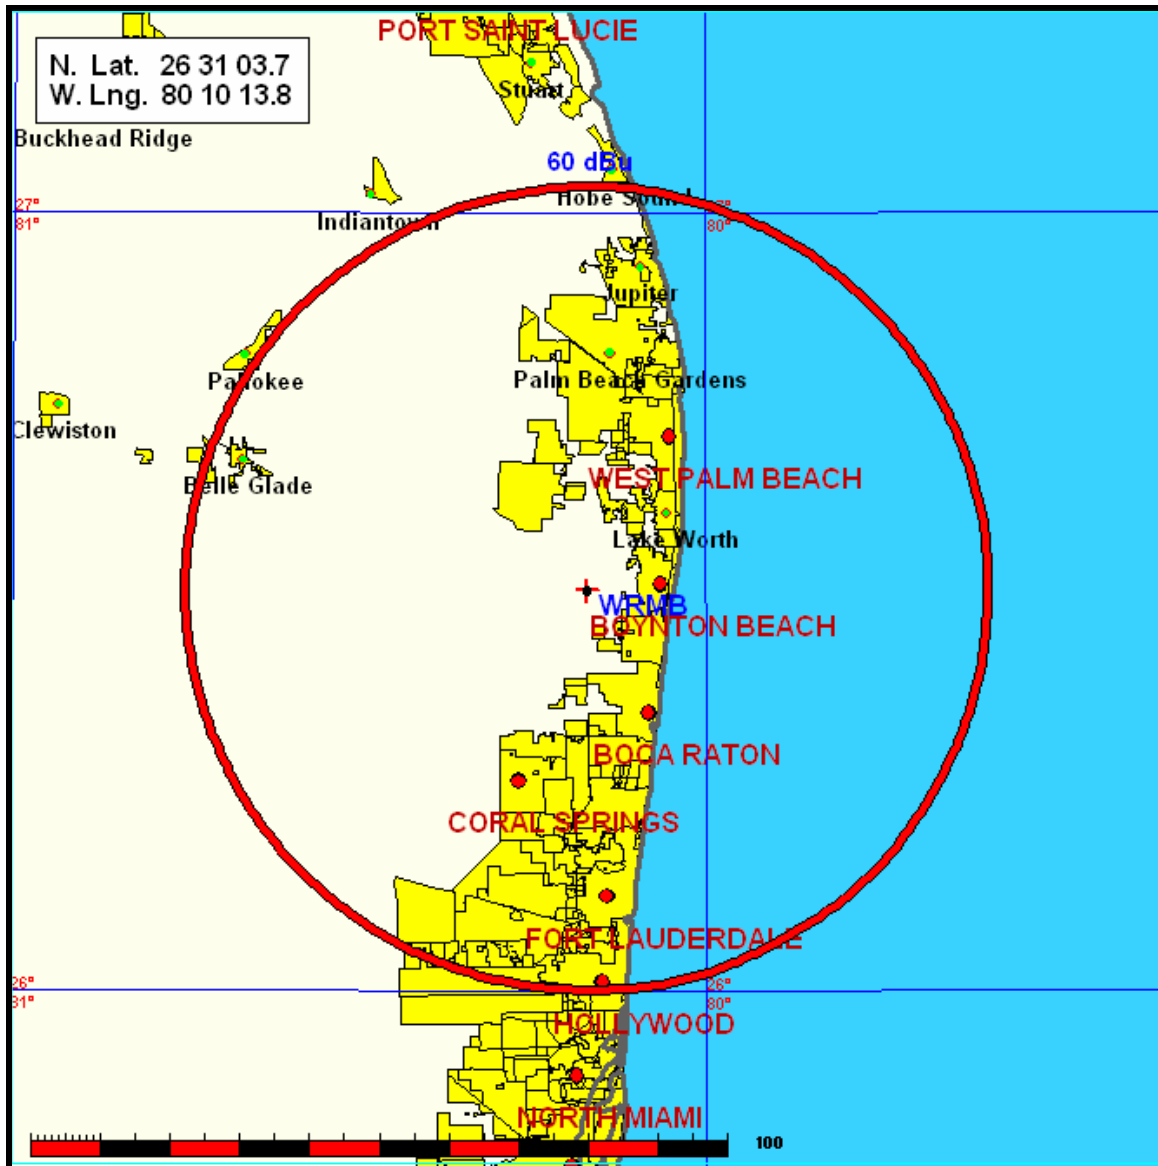 PORT SAINT LUCIE
N. Lat. 26 31 03.7
W. Lng. 80 10 13.8
Stuart
Buckhead Ridge
60 dBu
Hobe Sound
Indiantown
27°
81°
27°
80°
Jupiter
Pahokee
Palm Beach Gardens
Clewiston
WEST PALM BEACH
Belle Glade
Lake Worth
WRMB
BOYNTON BEACH
BOCA RATON
CORAL SPRINGS
FORT LAUDERDALE
26°
81°
26°
80°
HOLLYWOOD
NORTH MIAMI
100